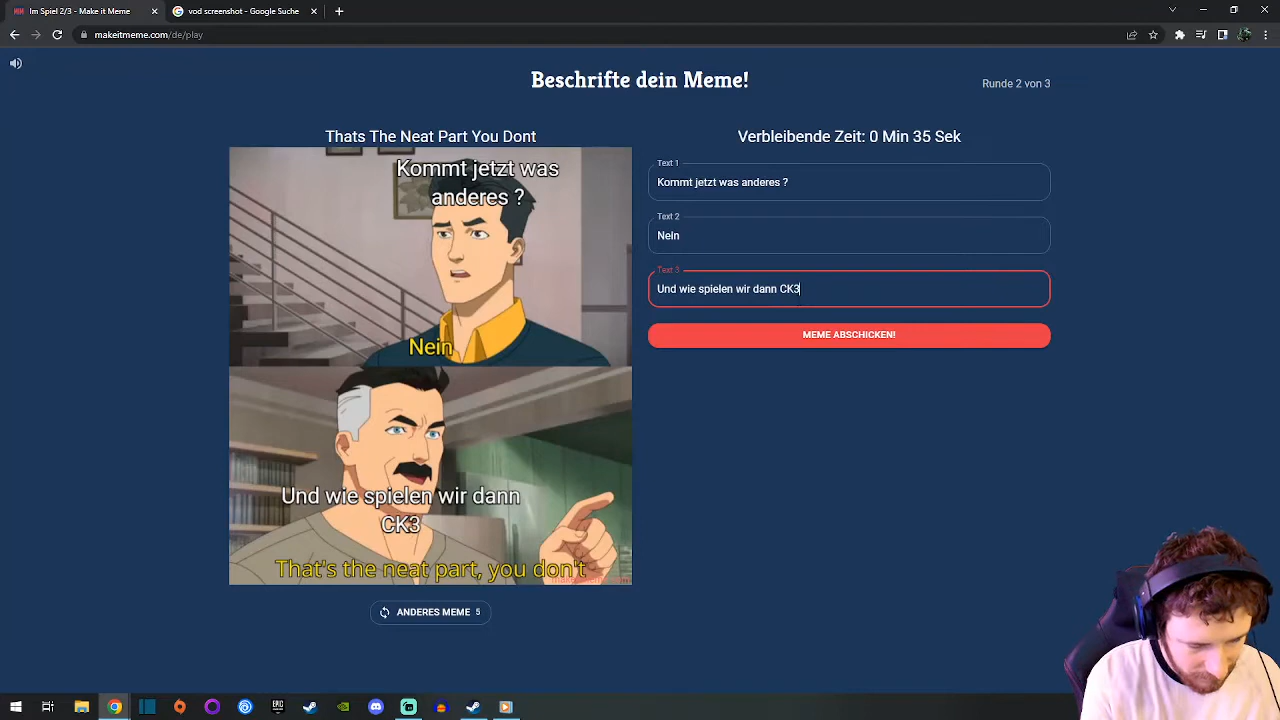 Im Spiel 2/3 - Make it Meme
vod screenshot - Google Suche
makeitmeme.com/de/play
Beschrifte dein Meme!
Runde 2 von 3
Thats The Neat Part You Dont
Verbleibende Zeit: 0 Min 35 Sek
Kommt jetzt was
anderes ?
Nein
Und wie spielen wir dann
CK3
That's the neat part, you don't
Text 1
Kommt jetzt was anderes ?
Text 2
Nein
Text 3
Und wie spielen wir dann CK3
MEME ABSCHICKEN!
ANDERES MEME 5
EPIC